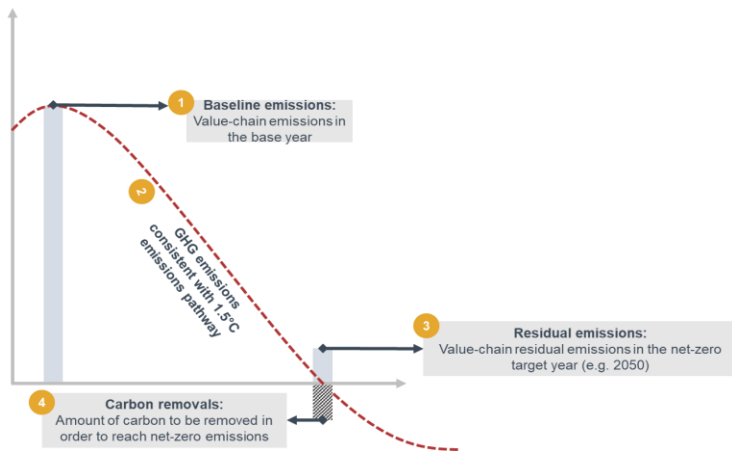 1
Baseline emissions:
Value-chain emissions in
the base year
2
GHG emissions
consistent with 1.5°C
emissions pathway
3
Residual emissions:
Value-chain residual emissions in the net-zero
target year (e.g. 2050)
4
Carbon removals:
Amount of carbon to be removed in
order to reach net-zero emissions